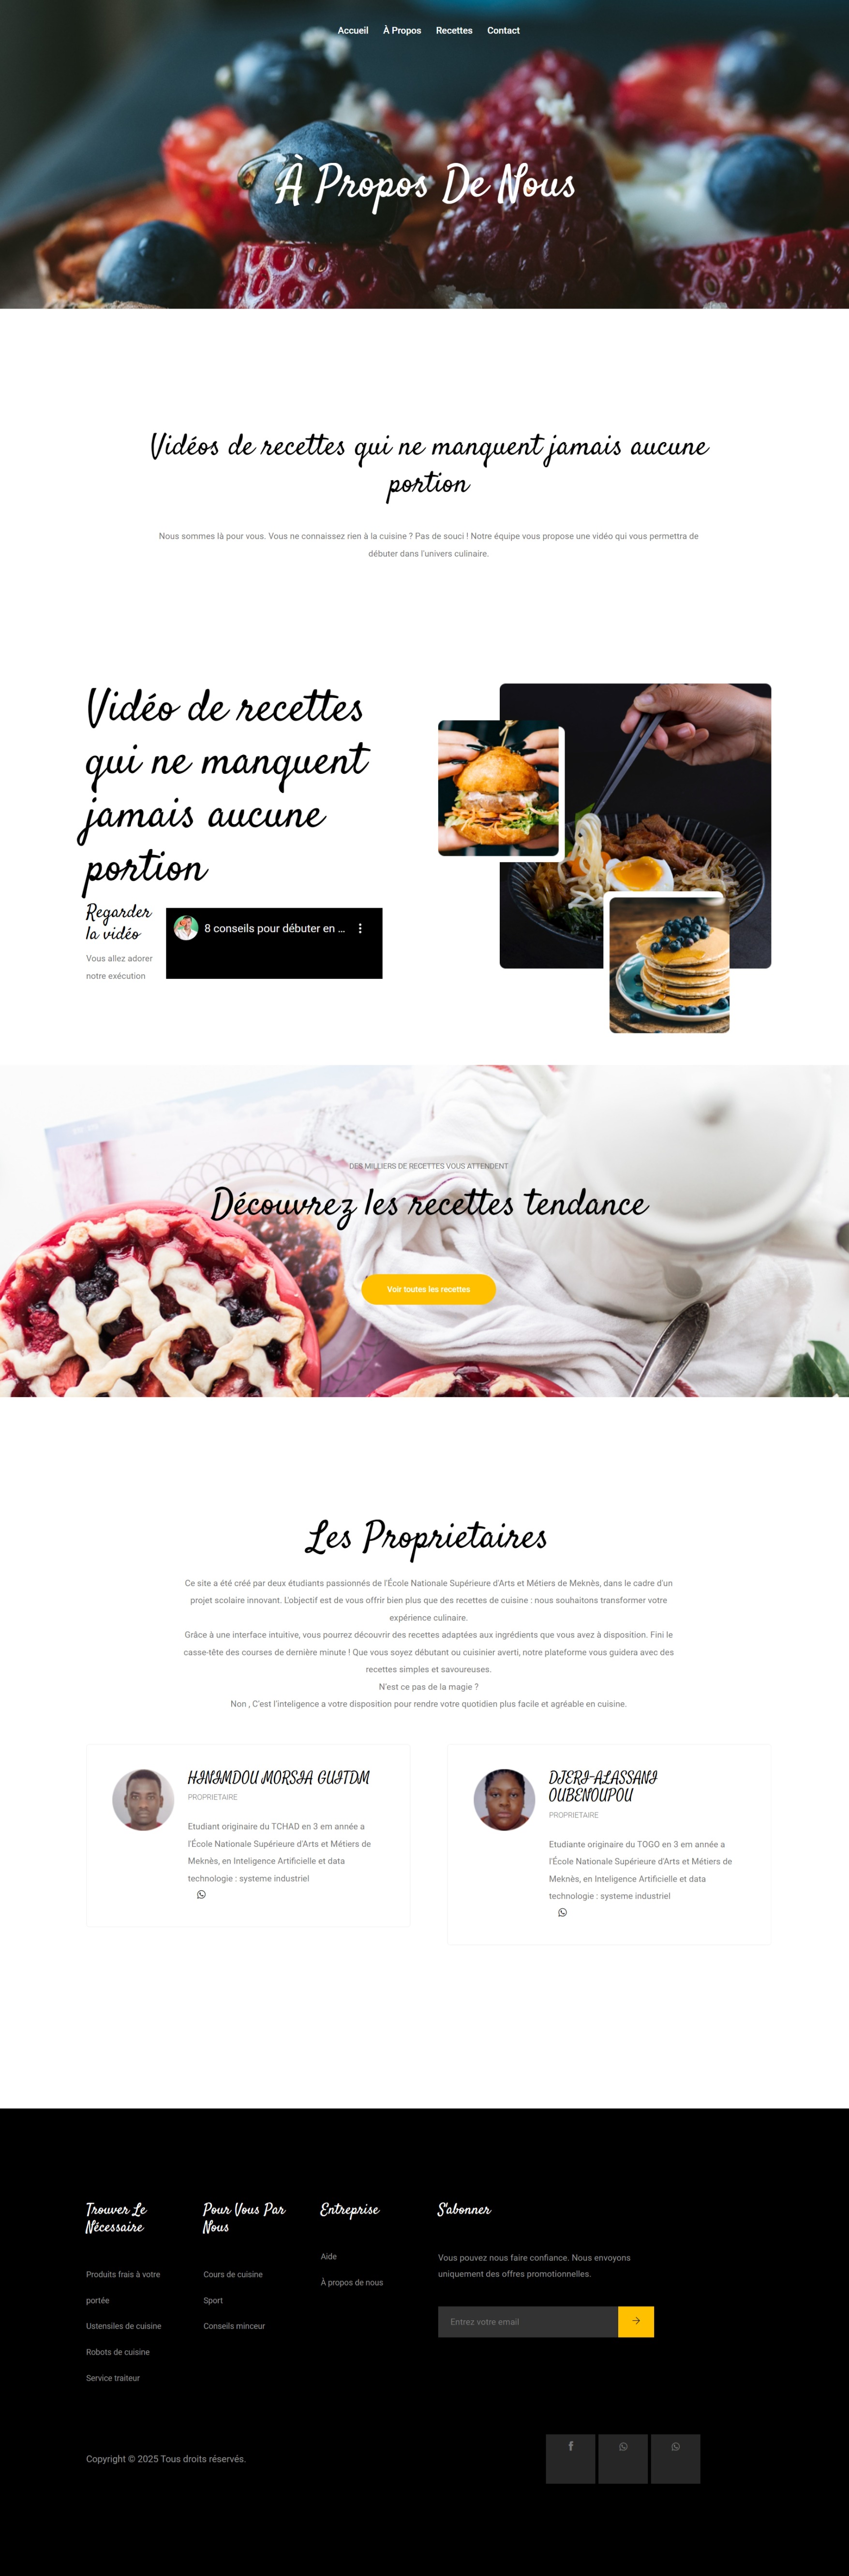 Accueil À Propos Recettes Contact
À Propos De Nous
Vidéos de recettes qui ne manquent jamais aucune
portion
Nous sommes là pour vous. Vous ne connaissez rien à la cuisine ? Pas de souci ! Notre équipe vous propose une vidéo qui vous permettra de
débuter dans l'univers culinaire.
Vidéo de recettes
qui ne manquent
jamais aucune
portion
Regarder
la vidéo
Vous allez adorer
notre exécution
8 conseils pour débuter en ...
DES MILLIERS DE RECETTES VOUS ATTENDENT
Découvrez les recettes tendance
Voir toutes les recettes
Les Proprietaires
Ce site a été créé par deux étudiants passionnés de l'École Nationale Supérieure d'Arts et Métiers de Meknès, dans le cadre d'un
projet scolaire innovant. L'objectif est de vous offrir bien plus que des recettes de cuisine : nous souhaitons transformer votre
expérience culinaire.
Grâce à une interface intuitive, vous pourrez découvrir des recettes adaptées aux ingrédients que vous avez à disposition. Fini le
casse-tête des courses de dernière minute ! Que vous soyez débutant ou cuisinier averti, notre plateforme vous guidera avec des
recettes simples et savoureuses.
N'est ce pas de la magie ?
Non , C'est l'inteligence a votre disposition pour rendre votre quotidien plus facile et agréable en cuisine.
HINIMDOU MORSIA GUITDM
PROPRIETAIRE
Etudiant originaire du TCHAD en 3 em année a
l'École Nationale Supérieure d'Arts et Métiers de
Meknès, en Inteligence Artificielle et data
technologie : systeme industriel
DJERI-ALASSANI
OUBENOUPOU
PROPRIETAIRE
Etudiante originaire du TOGO en 3 em année a
l'École Nationale Supérieure d'Arts et Métiers de
Meknès, en Inteligence Artificielle et data
technologie : systeme industriel
Trouver Le
Nécessaire
Produits frais à votre
portée
Ustensiles de cuisine
Robots de cuisine
Service traiteur
Pour Vous Par
Nous
Cours de cuisine
Sport
Conseils minceur
Entreprise
Aide
À propos de nous
S'abonner
Vous pouvez nous faire confiance. Nous envoyons
uniquement des offres promotionnelles.
Entrez votre email
Copyright © 2025 Tous droits réservés.